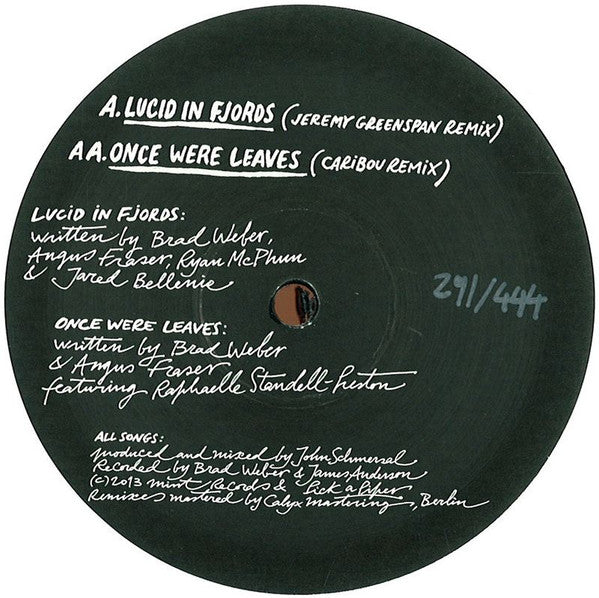 A. LUCID IN FJORDS (JEREMY GREENSPAN REMIX)
AA. ONCE WERE LEAVES (CARIBOU REMIX)
LUCID IN FJORDS:
written by Brad Weber,
Angus Fraser, Ryan McPhun
& Jared Bellerive
291/444
ONCE WERE LEAVES:
written by Brad Weber
& Angus Fraser
featuring Raphaelle Standell-Preston
ALL SONGS:
produced and mixed by John Schmersal
Recorded by Brad Weber & James Anderson
(c) 2013 Mint Records & Pick a Piper
Remixes mastered by Calyx Mastering, Berlin